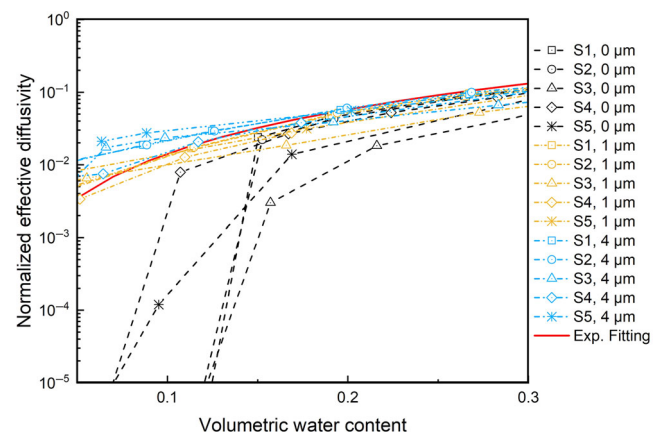 10⁰
10⁻¹
10⁻²
10⁻³
10⁻⁴
10⁻⁵
Normalized effective diffusivity
0.1
0.2
0.3
Volumetric water content
S1, 0 µm
S2, 0 µm
S3, 0 µm
S4, 0 µm
S5, 0 µm
S1, 1 µm
S2, 1 µm
S3, 1 µm
S4, 1 µm
S5, 1 µm
S1, 4 µm
S2, 4 µm
S3, 4 µm
S4, 4 µm
S5, 4 µm
Exp. Fitting